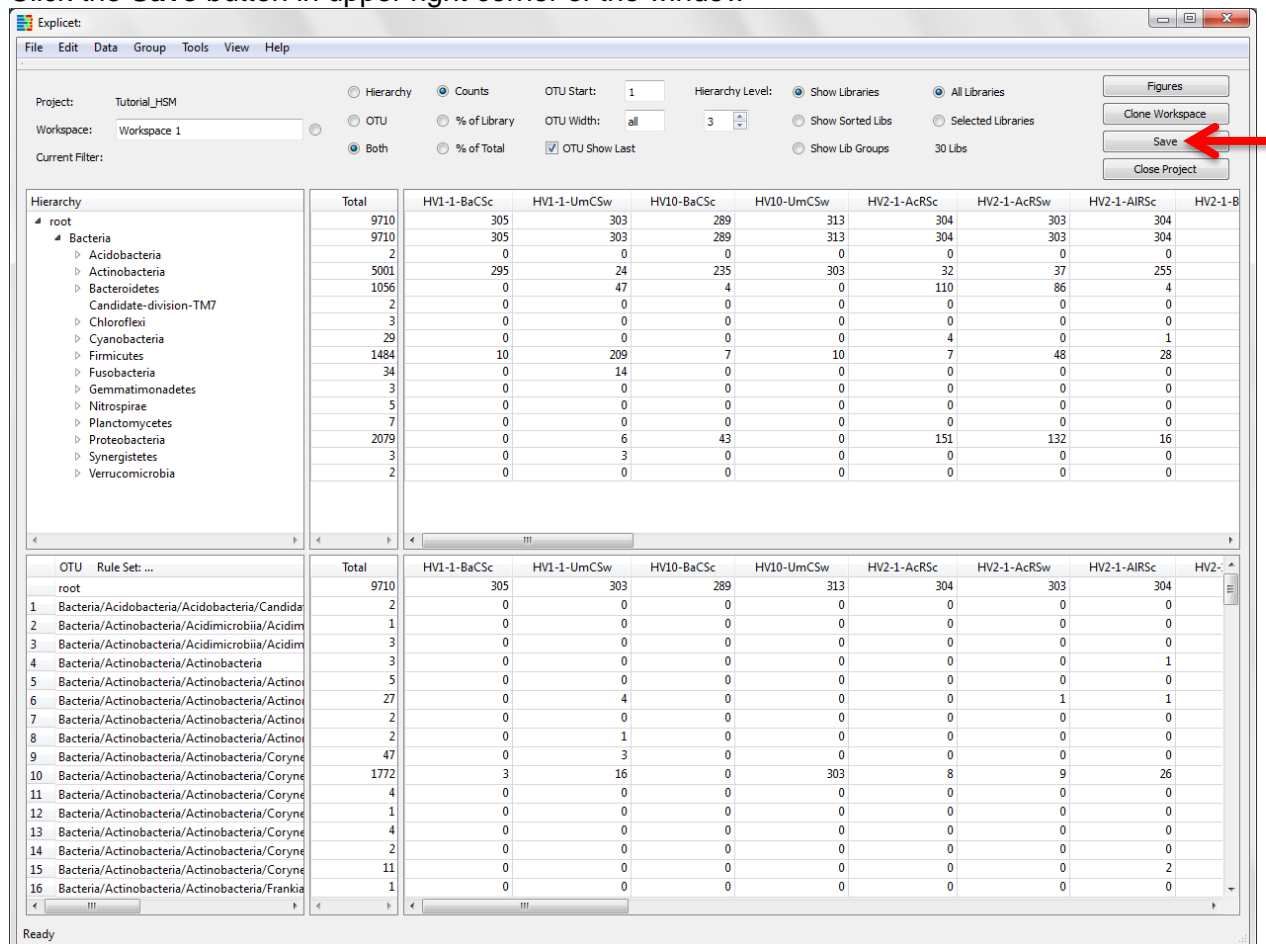 Click the Save button in upper right corner of the window
Explicet:
File Edit Data Group Tools View Help
Project: Tutorial_HSM
Workspace: Workspace 1
Current Filter:
Hierarchy Counts OTU Start: 1 Hierarchy Level: Show Libraries All Libraries Figures
OTU % of Library OTU Width: all 3 Show Sorted Libs Selected Libraries Clone Workspace
Both % of Total OTU Show Last Show Lib Groups 30 Libs Save
Close Project
Hierarchy Total HV1-1-BaCSc HV1-1-UmCSw HV10-BaCSc HV10-UmCSw HV2-1-AcRSc HV2-1-AcRSw HV2-1-AlRSc HV2-1-B
root 9710 305 303 289 313 304 303 304
Bacteria 9710 305 303 289 313 304 303 304
Acidobacteria 2 0 0 0 0 0 0 0
Actinobacteria 5001 295 24 235 303 32 37 255
Bacteroidetes 1056 0 47 4 0 110 86 4
Candidate-division-TM7 2 0 0 0 0 0 0 0
Chloroflexi 3 0 0 0 0 0 0 0
Cyanobacteria 29 0 0 0 0 4 0 1
Firmicutes 1484 10 209 7 10 7 48 28
Fusobacteria 34 0 14 0 0 0 0 0
Gemmatimonadetes 3 0 0 0 0 0 0 0
Nitrospirae 5 0 0 0 0 0 0 0
Planctomycetes 7 0 0 0 0 0 0 0
Proteobacteria 2079 0 6 43 0 151 132 16
Synergistetes 3 0 3 0 0 0 0 0
Verrucomicrobia 2 0 0 0 0 0 0 0
OTU Rule Set: ... Total HV1-1-BaCSc HV1-1-UmCSw HV10-BaCSc HV10-UmCSw HV2-1-AcRSc HV2-1-AcRSw HV2-1-AlRSc HV2-
root 9710 305 303 289 313 304 303 304
1 Bacteria/Acidobacteria/Acidobacteria/Candida 2 0 0 0 0 0 0 0
2 Bacteria/Actinobacteria/Acidimicrobiia/Acidim 1 0 0 0 0 0 0 0
3 Bacteria/Actinobacteria/Acidimicrobiia/Acidim 3 0 0 0 0 0 0 0
4 Bacteria/Actinobacteria/Actinobacteria 3 0 0 0 0 0 0 1
5 Bacteria/Actinobacteria/Actinobacteria/Actino 5 0 0 0 0 0 0 0
6 Bacteria/Actinobacteria/Actinobacteria/Actino 27 0 4 0 0 0 1 1
7 Bacteria/Actinobacteria/Actinobacteria/Actino 2 0 0 0 0 0 0 0
8 Bacteria/Actinobacteria/Actinobacteria/Actino 2 0 1 0 0 0 0 0
9 Bacteria/Actinobacteria/Actinobacteria/Coryne 47 0 3 0 0 0 0 0
10 Bacteria/Actinobacteria/Actinobacteria/Coryne 1772 3 16 0 303 8 9 26
11 Bacteria/Actinobacteria/Actinobacteria/Coryne 4 0 0 0 0 0 0 0
12 Bacteria/Actinobacteria/Actinobacteria/Coryne 1 0 0 0 0 0 0 0
13 Bacteria/Actinobacteria/Actinobacteria/Coryne 4 0 0 0 0 0 0 0
14 Bacteria/Actinobacteria/Actinobacteria/Coryne 2 0 0 0 0 0 0 0
15 Bacteria/Actinobacteria/Actinobacteria/Coryne 11 0 0 0 0 0 0 2
16 Bacteria/Actinobacteria/Actinobacteria/Frankia 1 0 0 0 0 0 0 0
Ready